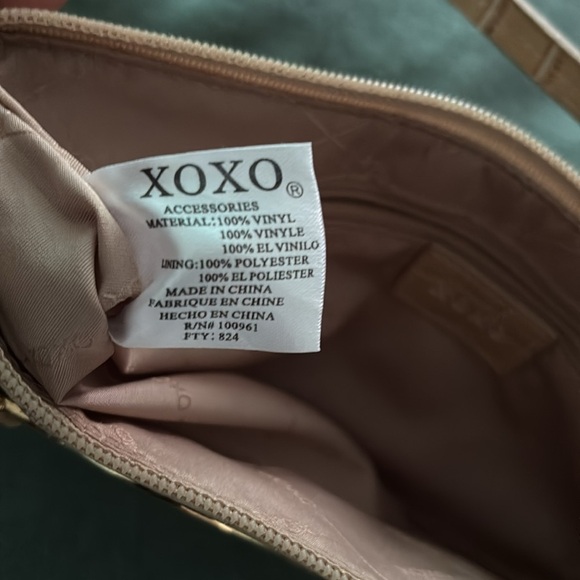 XOXO®
ACCESSORIES
MATERIAL:100% VINYL
100% VINYLE
100% EL VINILO
LINING:100% POLYESTER
100% EL POLIESTER
MADE IN CHINA
FABRIQUE EN CHINE
HECHO EN CHINA
R/N# 100961
FTY: 824
XOXO